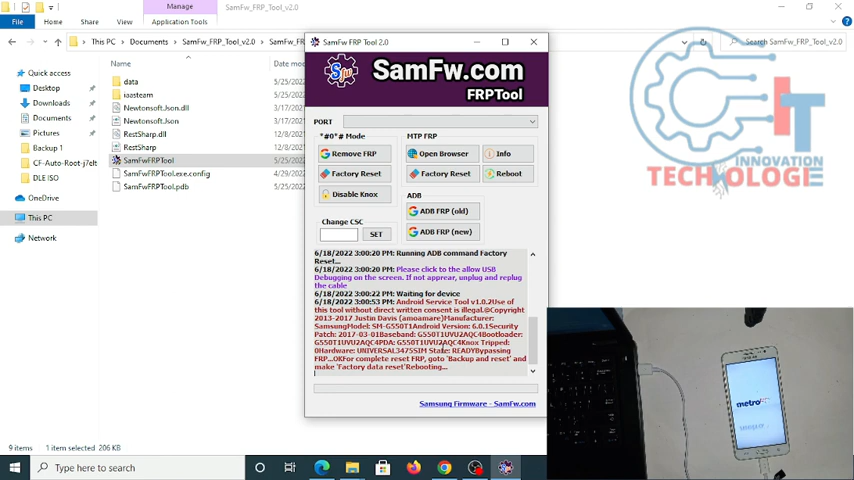 Manage
SamFw_FRP_Tool_v2.0
File
Home
Share
View
Application Tools
This PC
Documents
SamFw_FRP_Tool_v2.0
SamFw_FR
Search SamFw_FRP_Tool_v2.0
Quick access
Desktop
Downloads
Documents
Pictures
Backup 1
CF-Auto-Root-j7elt
DLE ISO
OneDrive
This PC
Network
Name
Date mo
data
5/25/202
iaasteam
5/25/202
Newtonsoft.Json.dll
3/17/2021
Newtonsoft.Json
3/17/2021
RestSharp.dll
12/8/202
RestSharp
12/8/202
SamFwFRPTool
5/25/202
SamFwFRPTool.exe.config
4/29/202
SamFwFRPTool.pdb
5/25/202
SamFw FRP Tool 2.0
Sfw
SamFw.com
FRPTool
PORT
*#0*# Mode
Remove FRP
Factory Reset
Disable Knox
Change CSC
SET
MTP FRP
Open Browser
Info
Factory Reset
Reboot
ADB
ADB FRP (old)
ADB FRP (new)
6/18/2022 3:00:20 PM: Running ADB command Factory
Reset...
6/18/2022 3:00:20 PM: Please click to the allow USB
Debugging on the screen. If not apprear, unplug and replug
the cable
6/18/2022 3:00:22 PM: Waiting for device
6/18/2022 3:00:53 PM: Android Service Tool v1.0.2Use of
this tool without direct written consent is illegal.©Copyright
2013-2017 Justin Davis (amoamare)Manufacturer:
SamsungModel: SM-G550T1Android Version: 6.0.1Security
Patch: 2017-03-01Baseband: G550T1UVU2AQC4Bootloader:
G550T1UVU2AQC4PDA: G550T1UVU2AQC4Knox Tripped:
0Hardware: UNIVERSAL3475SIM State: READYBypassing
FRP...OKFor complete reset FRP, goto 'Backup and reset' and
make 'Factory data reset'Rebooting...
Samsung Firmware - SamFw.com
IT
INNOVATION
TECHNOLOGIE
metro
9 items
1 item selected 206 KB
Type here to search